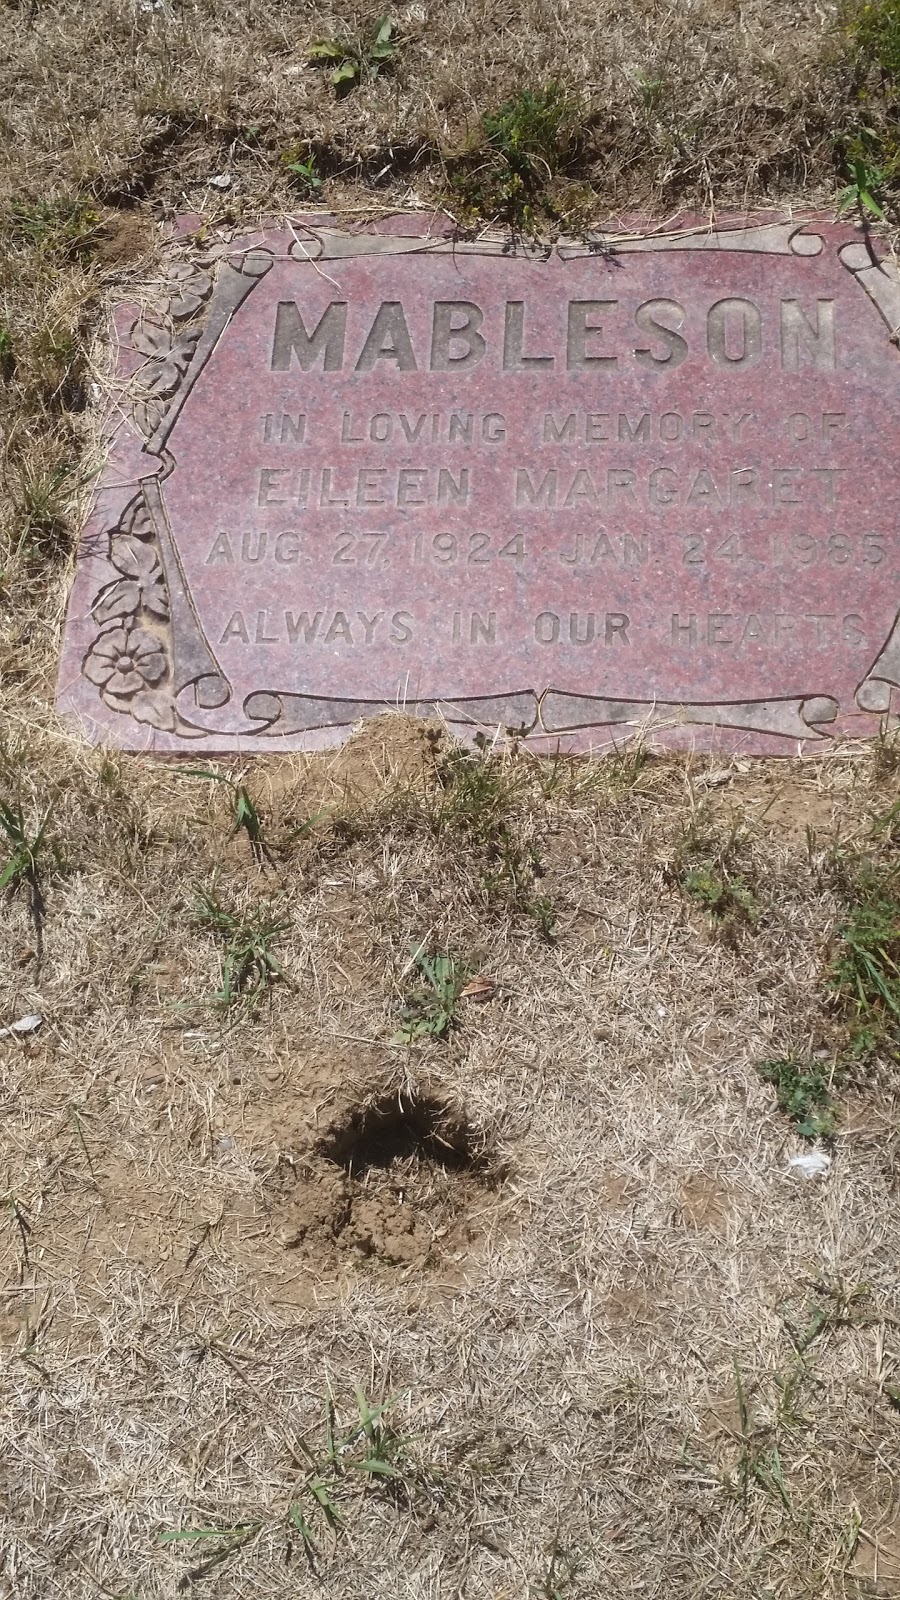 MABLESON
IN LOVING MEMORY OF
EILEEN MARGARET
AUG. 27, 1924 JAN. 24, 1985
ALWAYS IN OUR HEARTS